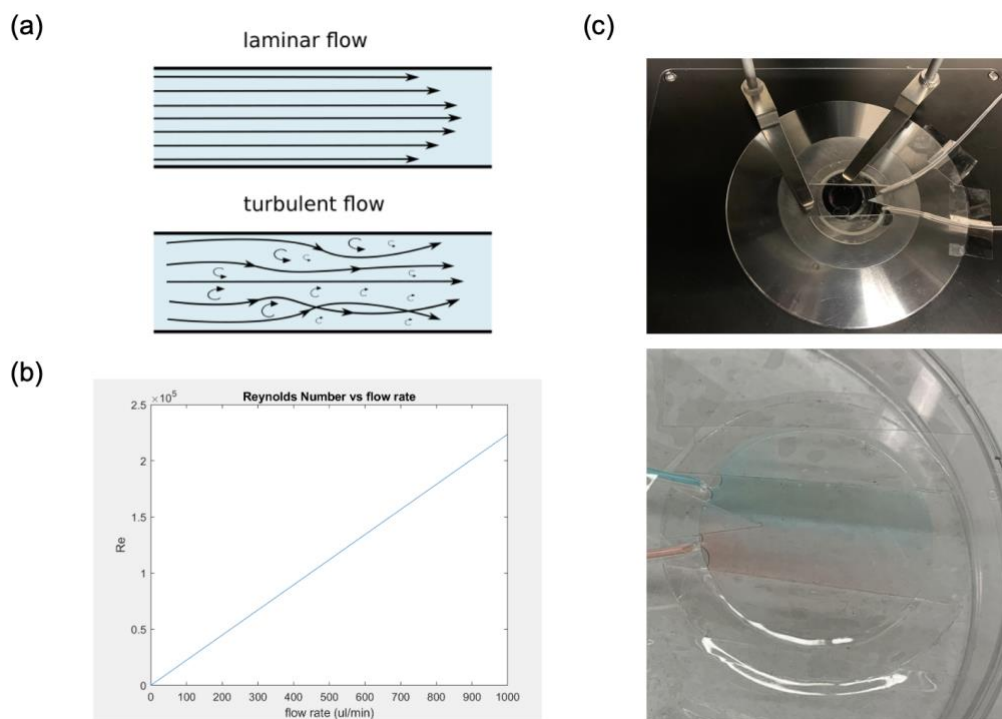 (a)
laminar flow
turbulent flow
(b)
Reynolds Number vs flow rate
×10⁵
2.5
2
1.5
1
0.5
0
Re
0 100 200 300 400 500 600 700 800 900 1000
flow rate (ul/min)
(c)